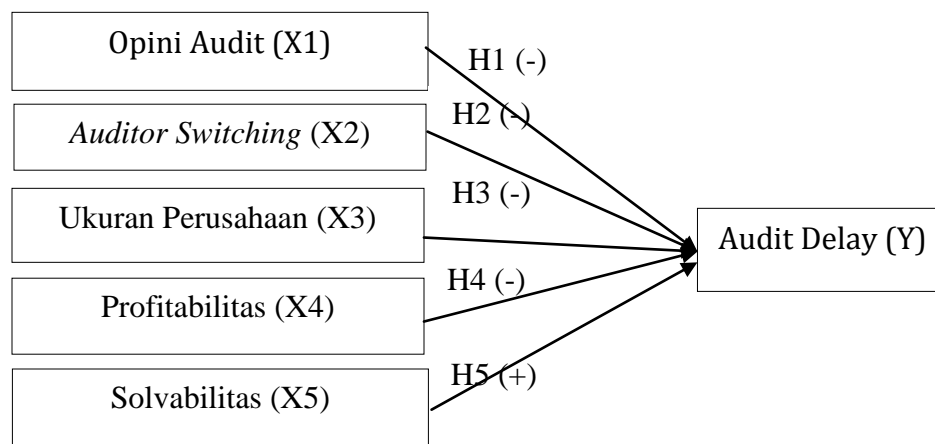 Opini Audit (X1)
H1 (-)
H2 (-)
Auditor Switching (X2)
H3 (-)
Ukuran Perusahaan (X3)
Audit Delay (Y)
H4 (-)
Profitabilitas (X4)
H5 (+)
Solvabilitas (X5)